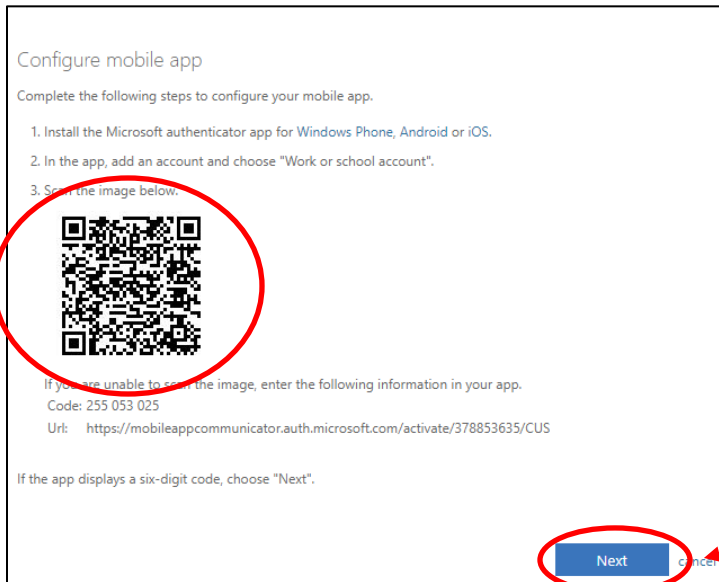 Configure mobile app
Complete the following steps to configure your mobile app.
1. Install the Microsoft authenticator app for Windows Phone, Android or iOS.
2. In the app, add an account and choose "Work or school account".
3. Scan the image below.
If you are unable to scan the image, enter the following information in your app.
Code: 255 053 025
Url: https://mobileappcommunicator.auth.microsoft.com/activate/378853635/CUS
If the app displays a six-digit code, choose "Next".
Next cancel